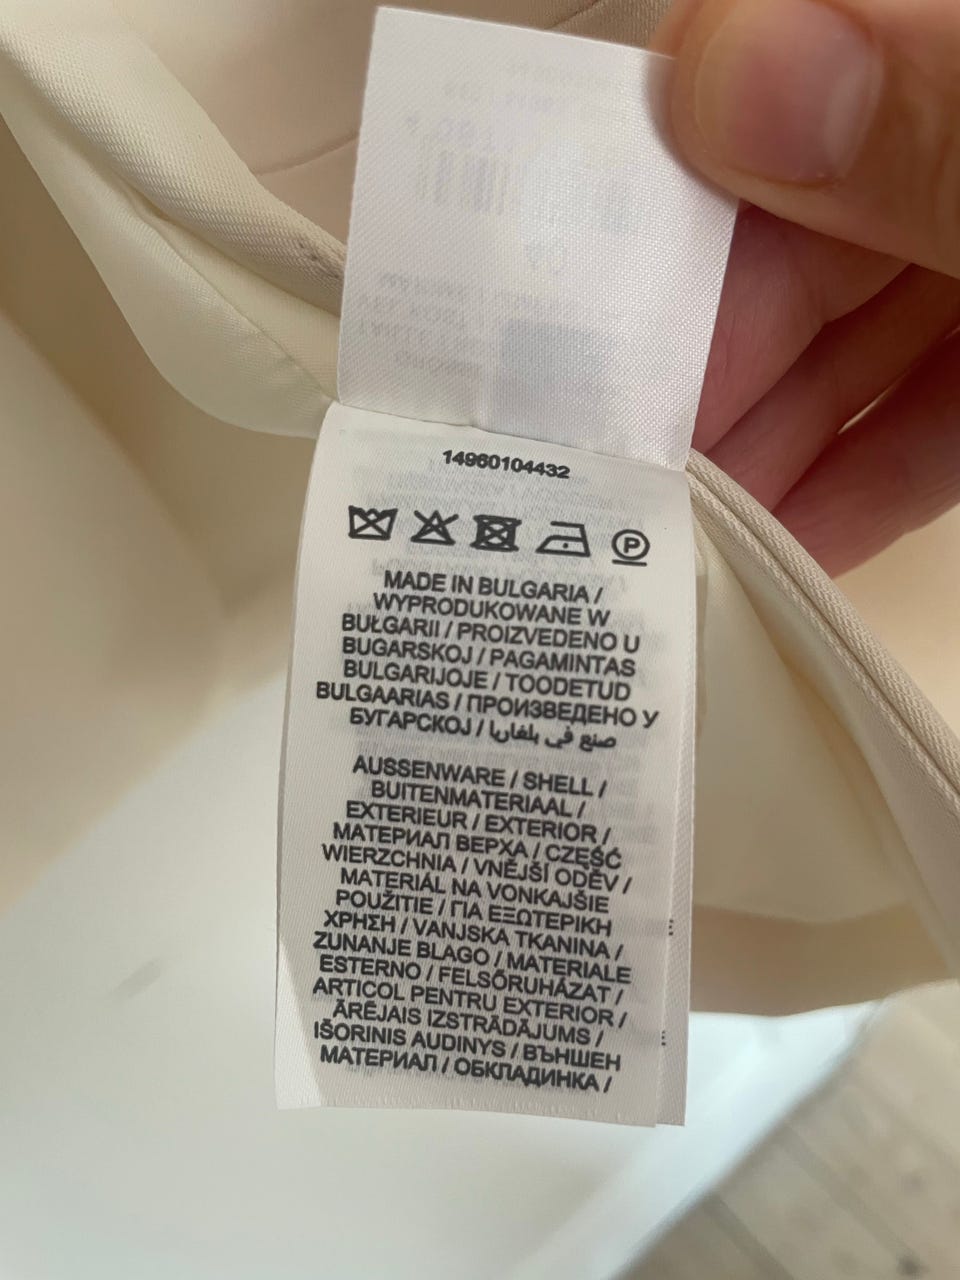 14960104432
P
MADE IN BULGARIA /
WYPRODUKOWANE W
BUŁGARII / PROIZVEDENO U
BUGARSKOJ / PAGAMINTAS
BULGARIJOJE / TOODETUD
BULGAARIAS / ПРОИЗВЕДЕНО У
БУГАРСКОЈ / صنع في بلغاريا
AUSSENWARE / SHELL /
BUITENMATERIAAL /
EXTERIEUR / EXTERIOR /
МАТЕРИАЛ ВЕРХА / CZĘŚĆ
WIERZCHNIA / VNĚJŠÍ ODĚV /
MATERIÁL NA VONKAJŠIE
POUŽITIE / ΓΙΑ ΕΞΩΤΕΡΙΚΗ
ΧΡΗΣΗ / VANJSKA TKANINA /
ZUNANJE BLAGO / MATERIALE
ESTERNO / FELSŐRUHÁZAT /
ARTICOL PENTRU EXTERIOR /
ĀRĒJAIS IZSTRĀDĀJUMS /
IŠORINIS AUDINYS / ВЪНШЕН
МАТЕРИАЛ / ОБКЛАДИНКА /